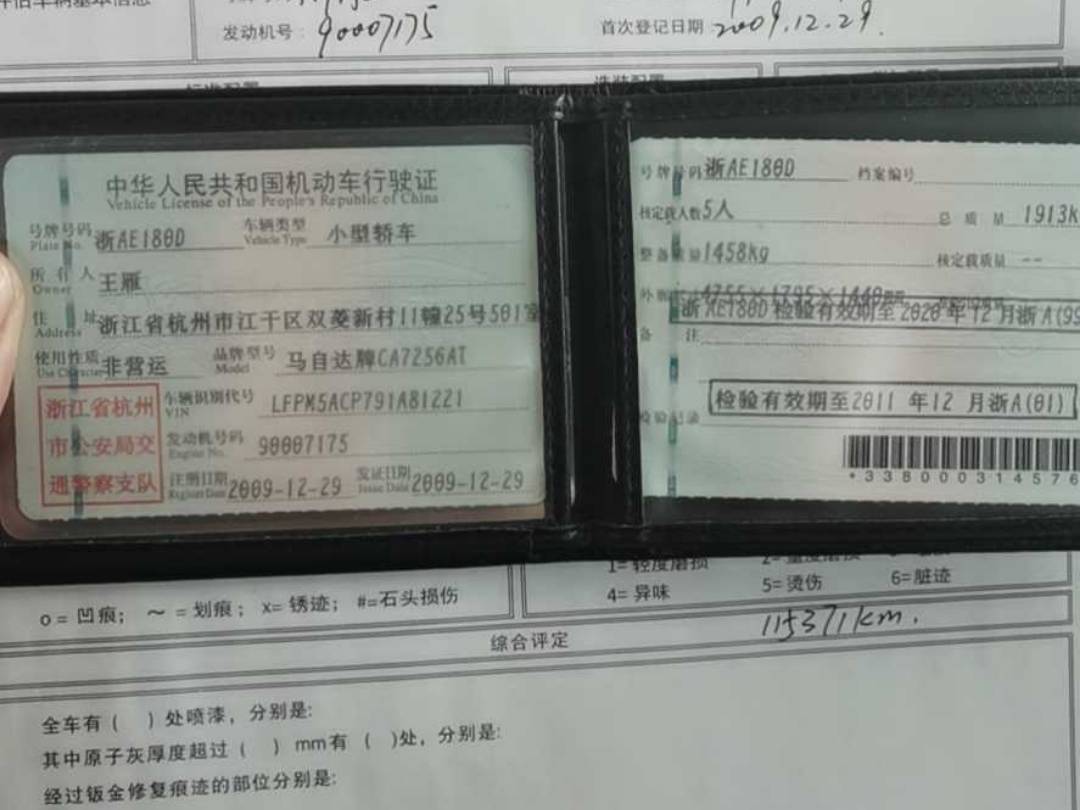 发动机号 90007175
首次登记日期 2009.12.29.
中华人民共和国机动车行驶证
Vehicle License of the People's Republic of China
号牌号码 浙AE180D 车辆类型 小型轿车
Plate No. Vehicle Type
所有人 王雁
Owner
住址 浙江省杭州市江干区双菱新村11幢25号501室
Address
使用性质 非营运 品牌型号 马自达牌CA7256AT
Use Character Model
浙江省杭州
市公安局交
通警察支队
车辆识别代号 LFPM5ACP791A81221
VIN
发动机号码 90007175
Engine No.
注册日期 2009-12-29 发证日期 2009-12-29
Register Date Issue Date
号牌号码 浙AE180D 档案编号
核定载人数 5人 总质量 1913k
整备质量 1458kg 核定载质量 --
4755×1795×1440
浙AE180D 检验有效期至2020年12月浙A(99
备注
检验记录 检验有效期至2011 年12 月浙A(01)
*338000314576
1=轻度磨损
4=异味 5=烫伤 6=脏迹
o=凹痕； ～=划痕； x=锈迹； #=石头损伤
115371km.
综合评定
全车有（ ）处喷漆，分别是:
其中原子灰厚度超过（ ）mm有（ ）处，分别是:
经过钣金修复痕迹的部位分别是: